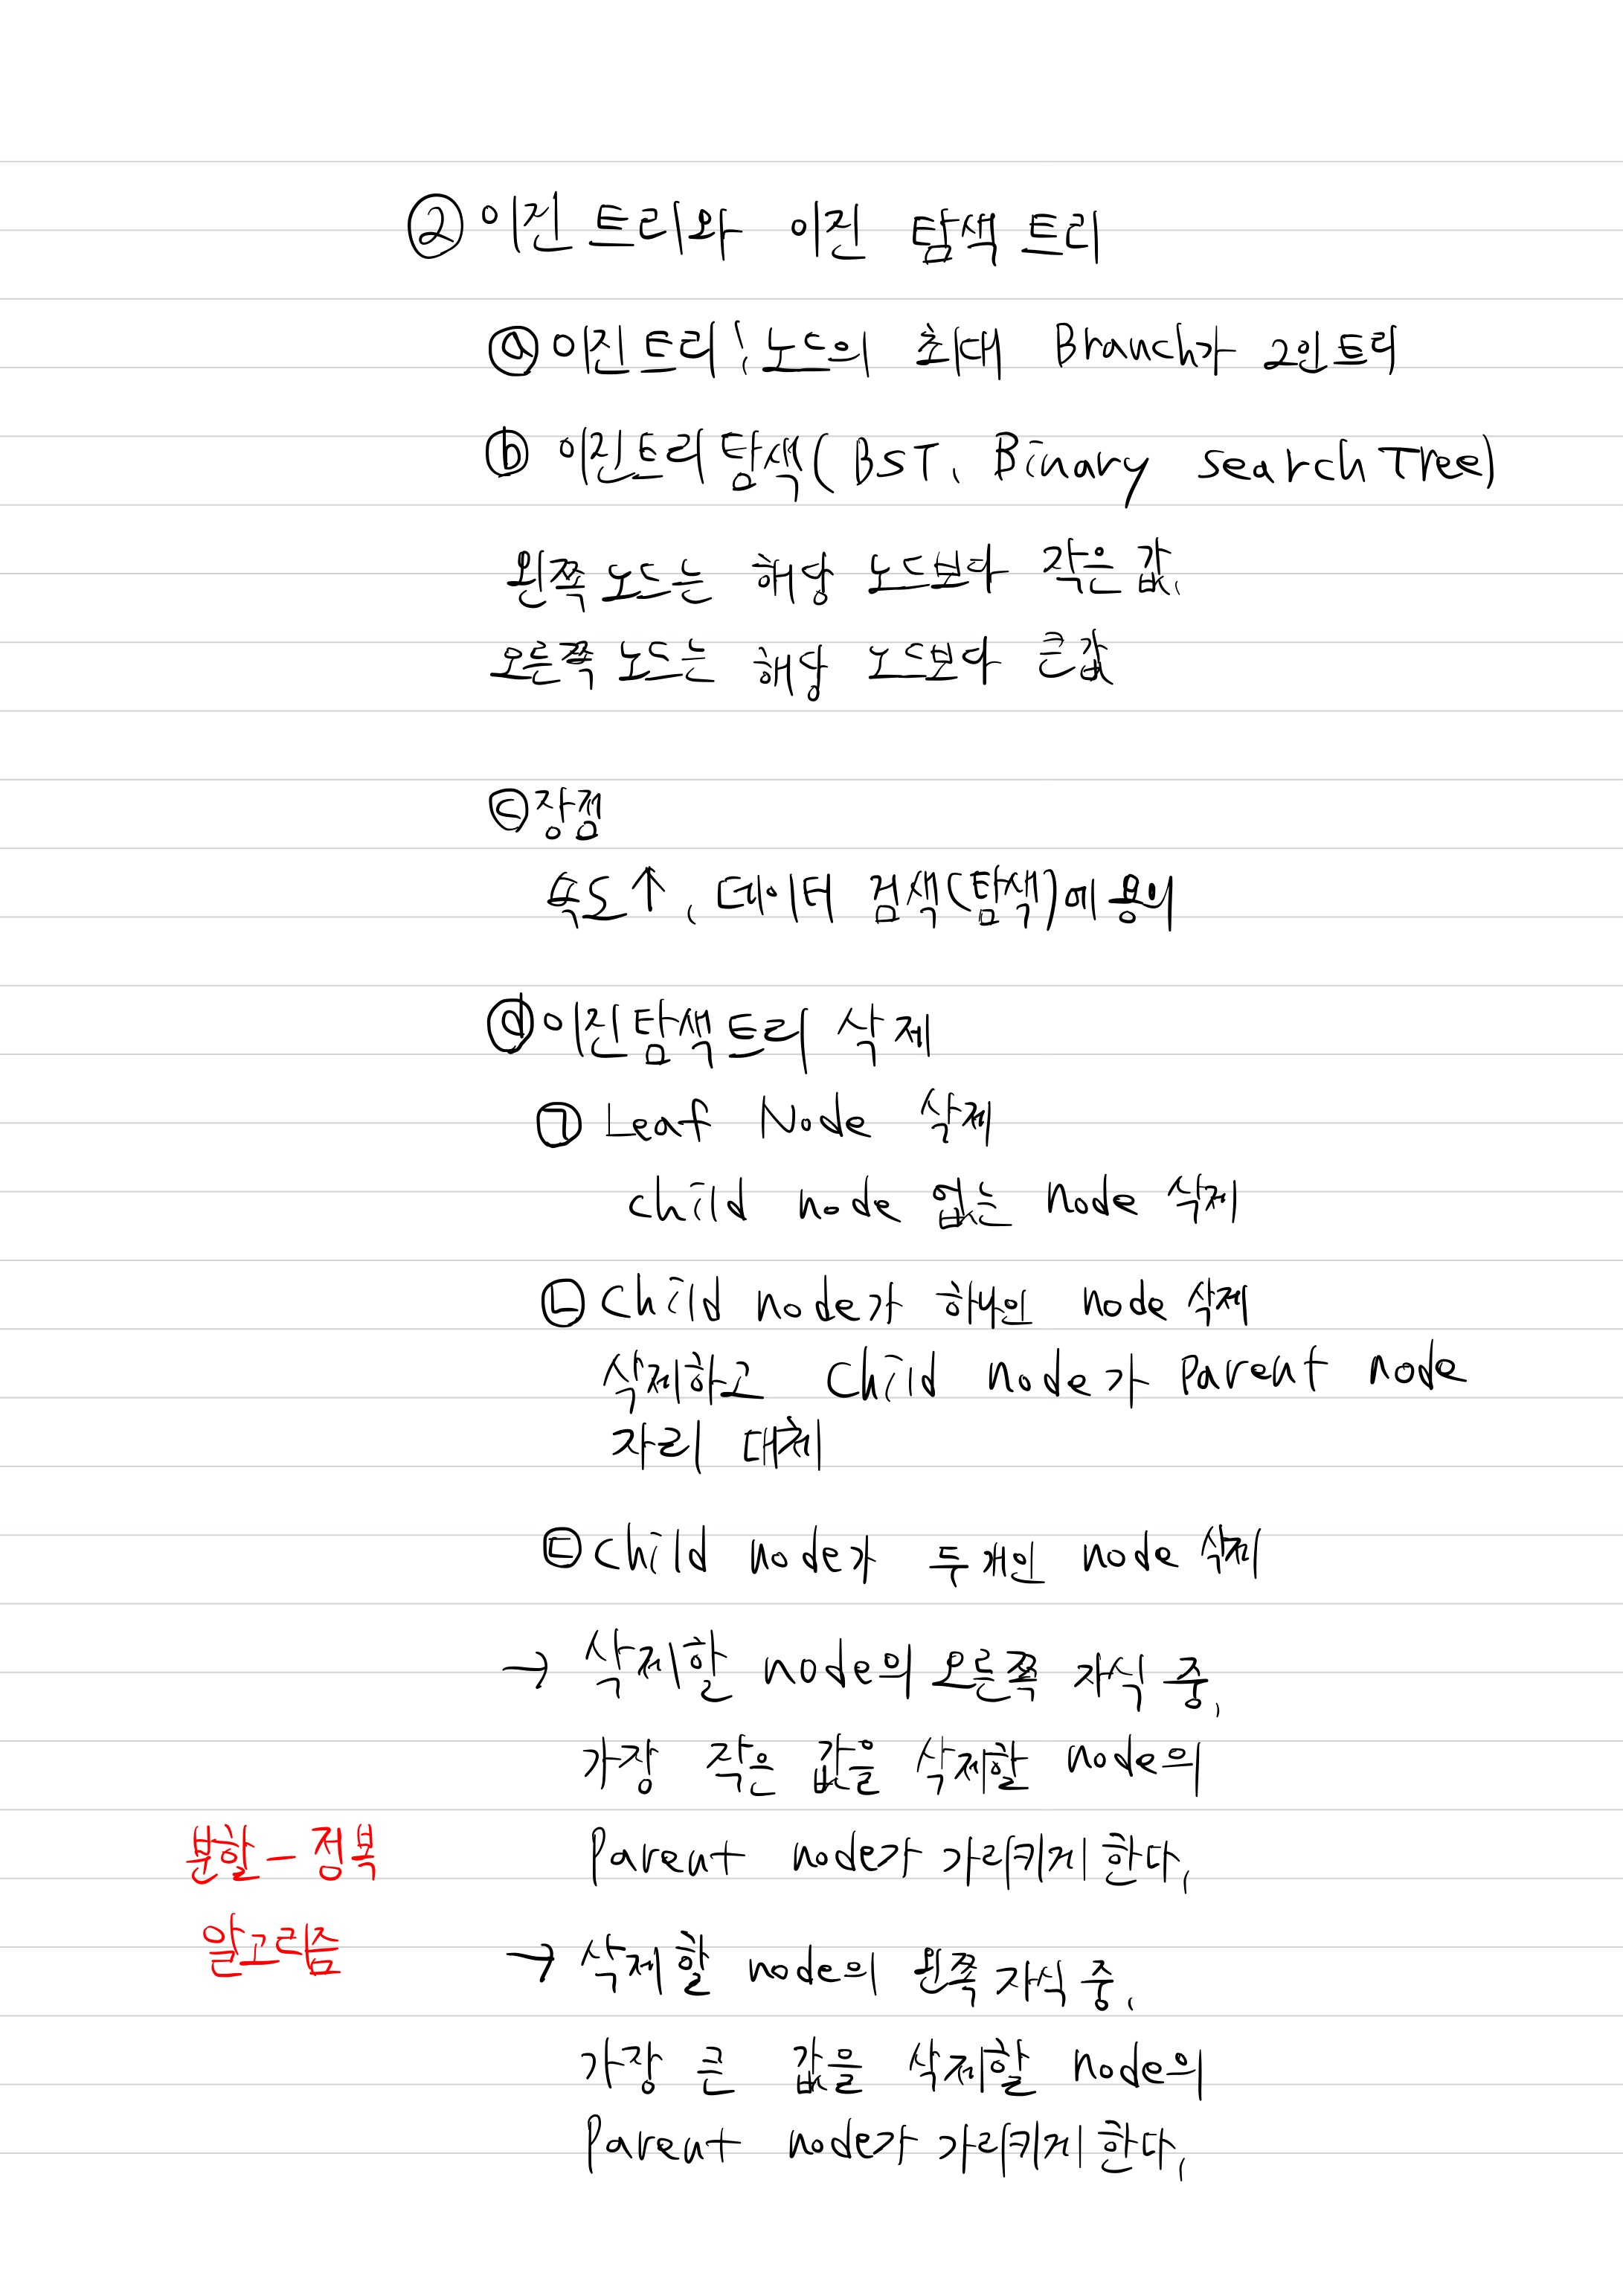 ② 이진 트리와 이진 탐색 트리
ⓐ 이진트리 : 노드의 최대 Branch가 2인 트리
ⓑ 이진트리탐색(BST, Binary Search Tree)
왼쪽 노드는 해당 노드보다 작은 값,
오른쪽 노드는 해당 노드보다 큰값
ⓒ 장점
속도↑, 데이터 검색(탐색)에 용의
ⓓ 이진탐색트리 삭제
㉠ Leaf Node 삭제
child node 없는 node 삭제
㉡ Child node가 하나인 node 삭제
삭제하고 Child node가 Parent node
자리 대체
㉢ Child node가 두개인 node 삭제
→ 삭제할 node의 오른쪽 자식 중,
가장 작은 값을 삭제할 node의
Parent node가 가리키게 한다,
→ 삭제할 node의 왼쪽 자식 중,
가장 큰 값을 삭제할 node의
Parent node가 가리키게 한다,
분할 - 정복
알고리즘